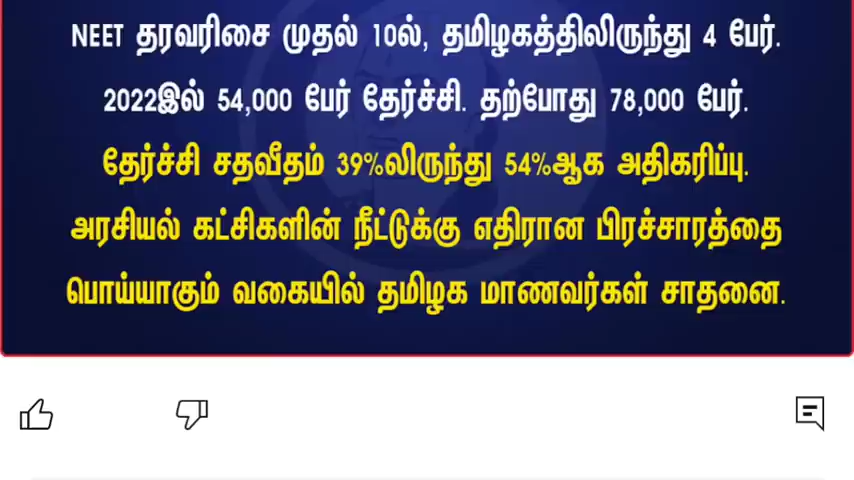 NEET தரவரிசை முதல் 10ல், தமிழகத்திலிருந்து 4 பேர்.
2022இல் 54,000 பேர் தேர்ச்சி. தற்போது 78,000 பேர்.
தேர்ச்சி சதவீதம் 39%லிருந்து 54%ஆக அதிகரிப்பு.
அரசியல் கட்சிகளின் நீட்டுக்கு எதிரான பிரச்சாரத்தை
பொய்யாகும் வகையில் தமிழக மாணவர்கள் சாதனை.